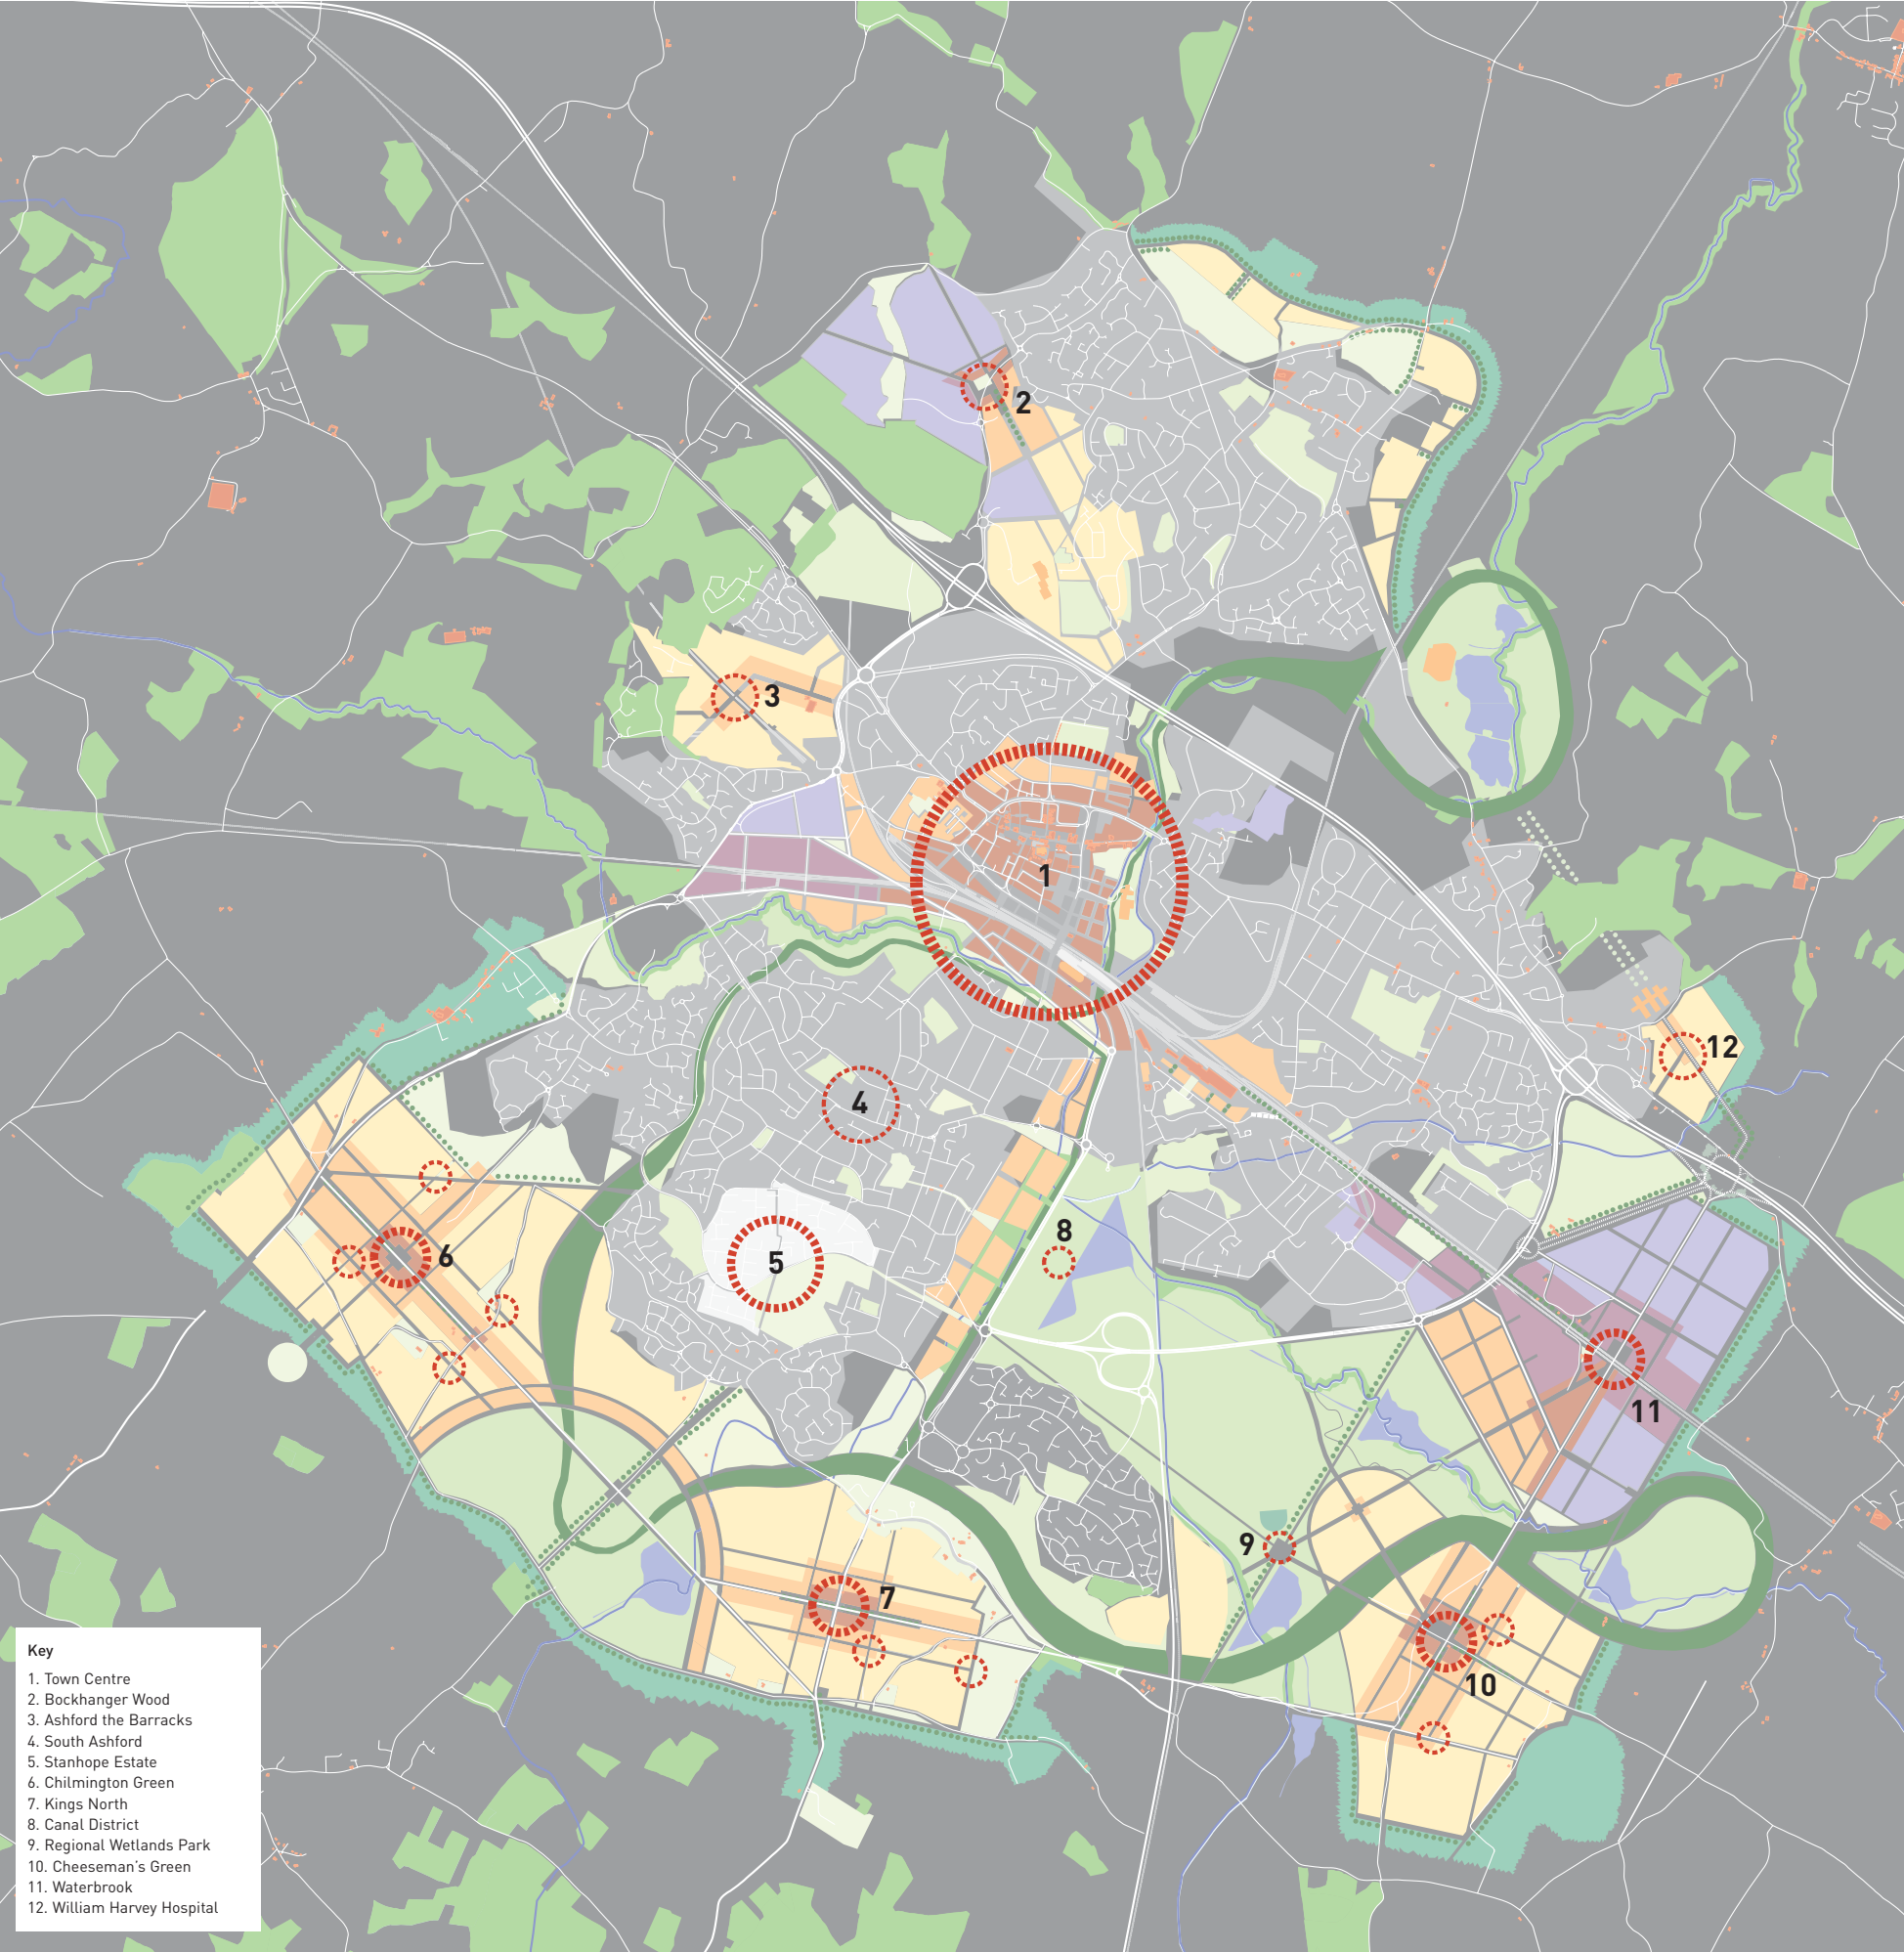 2
3
1
12
4
5
8
6
11
9
7
10
Key
1. Town Centre
2. Bockhanger Wood
3. Ashford the Barracks
4. South Ashford
5. Stanhope Estate
6. Chilmington Green
7. Kings North
8. Canal District
9. Regional Wetlands Park
10. Cheeseman’s Green
11. Waterbrook
12. William Harvey Hospital